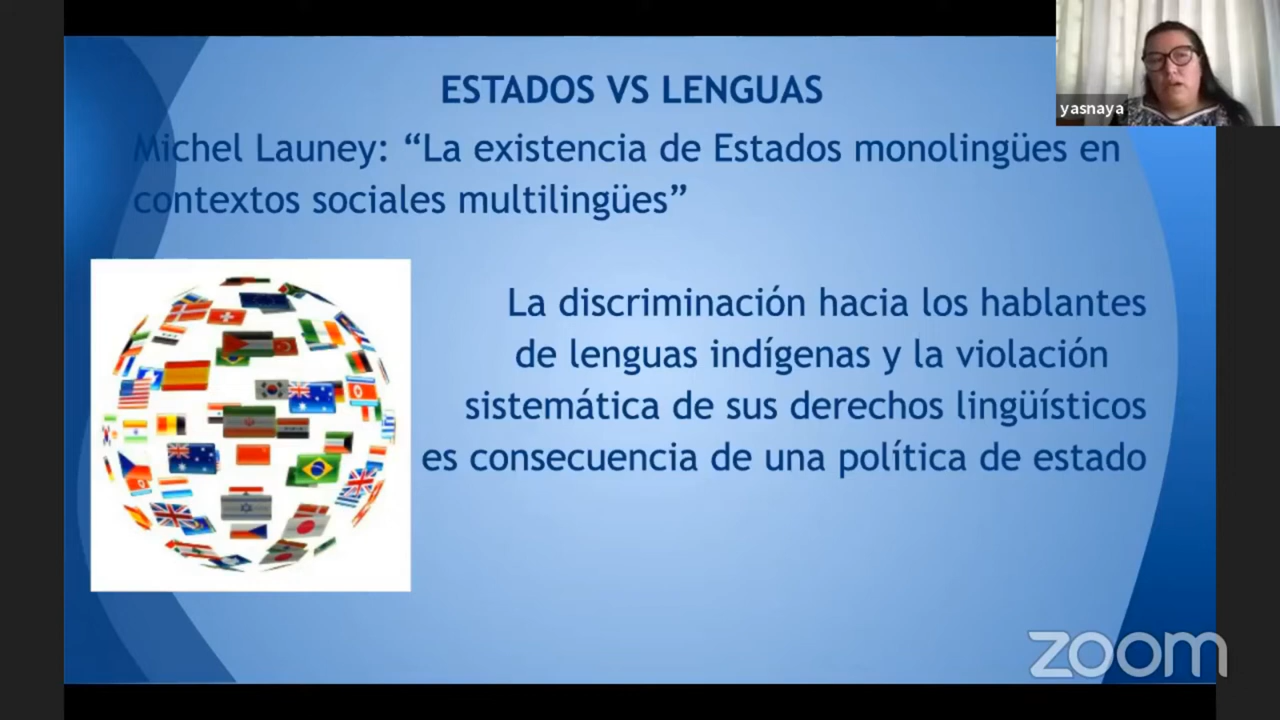 ESTADOS VS LENGUAS
yasnaya
Michel Launey: “La existencia de Estados monolingües en
contextos sociales multilingües”
La discriminación hacia los hablantes
de lenguas indígenas y la violación
sistemática de sus derechos lingüísticos
es consecuencia de una política de estado
zoom